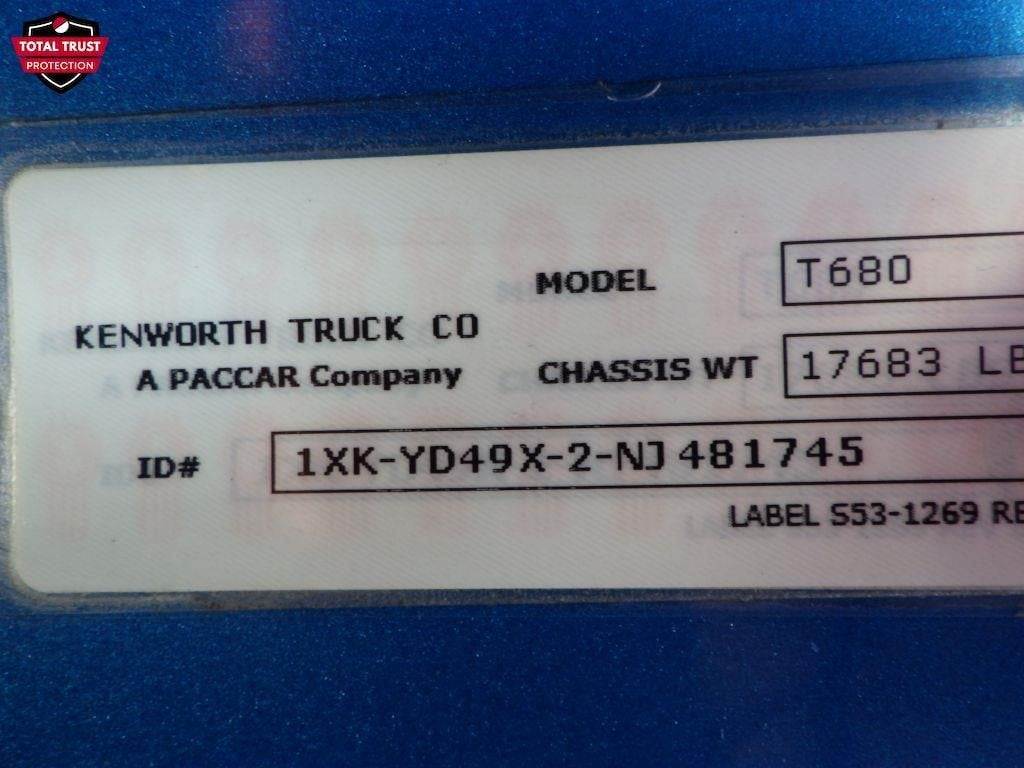 TOTAL TRUST
PROTECTION
MODEL T680
KENWORTH TRUCK CO
A PACCAR Company
CHASSIS WT 17683 LB
ID# 1XK-YD49X-2-NJ481745
LABEL S53-1269 RE